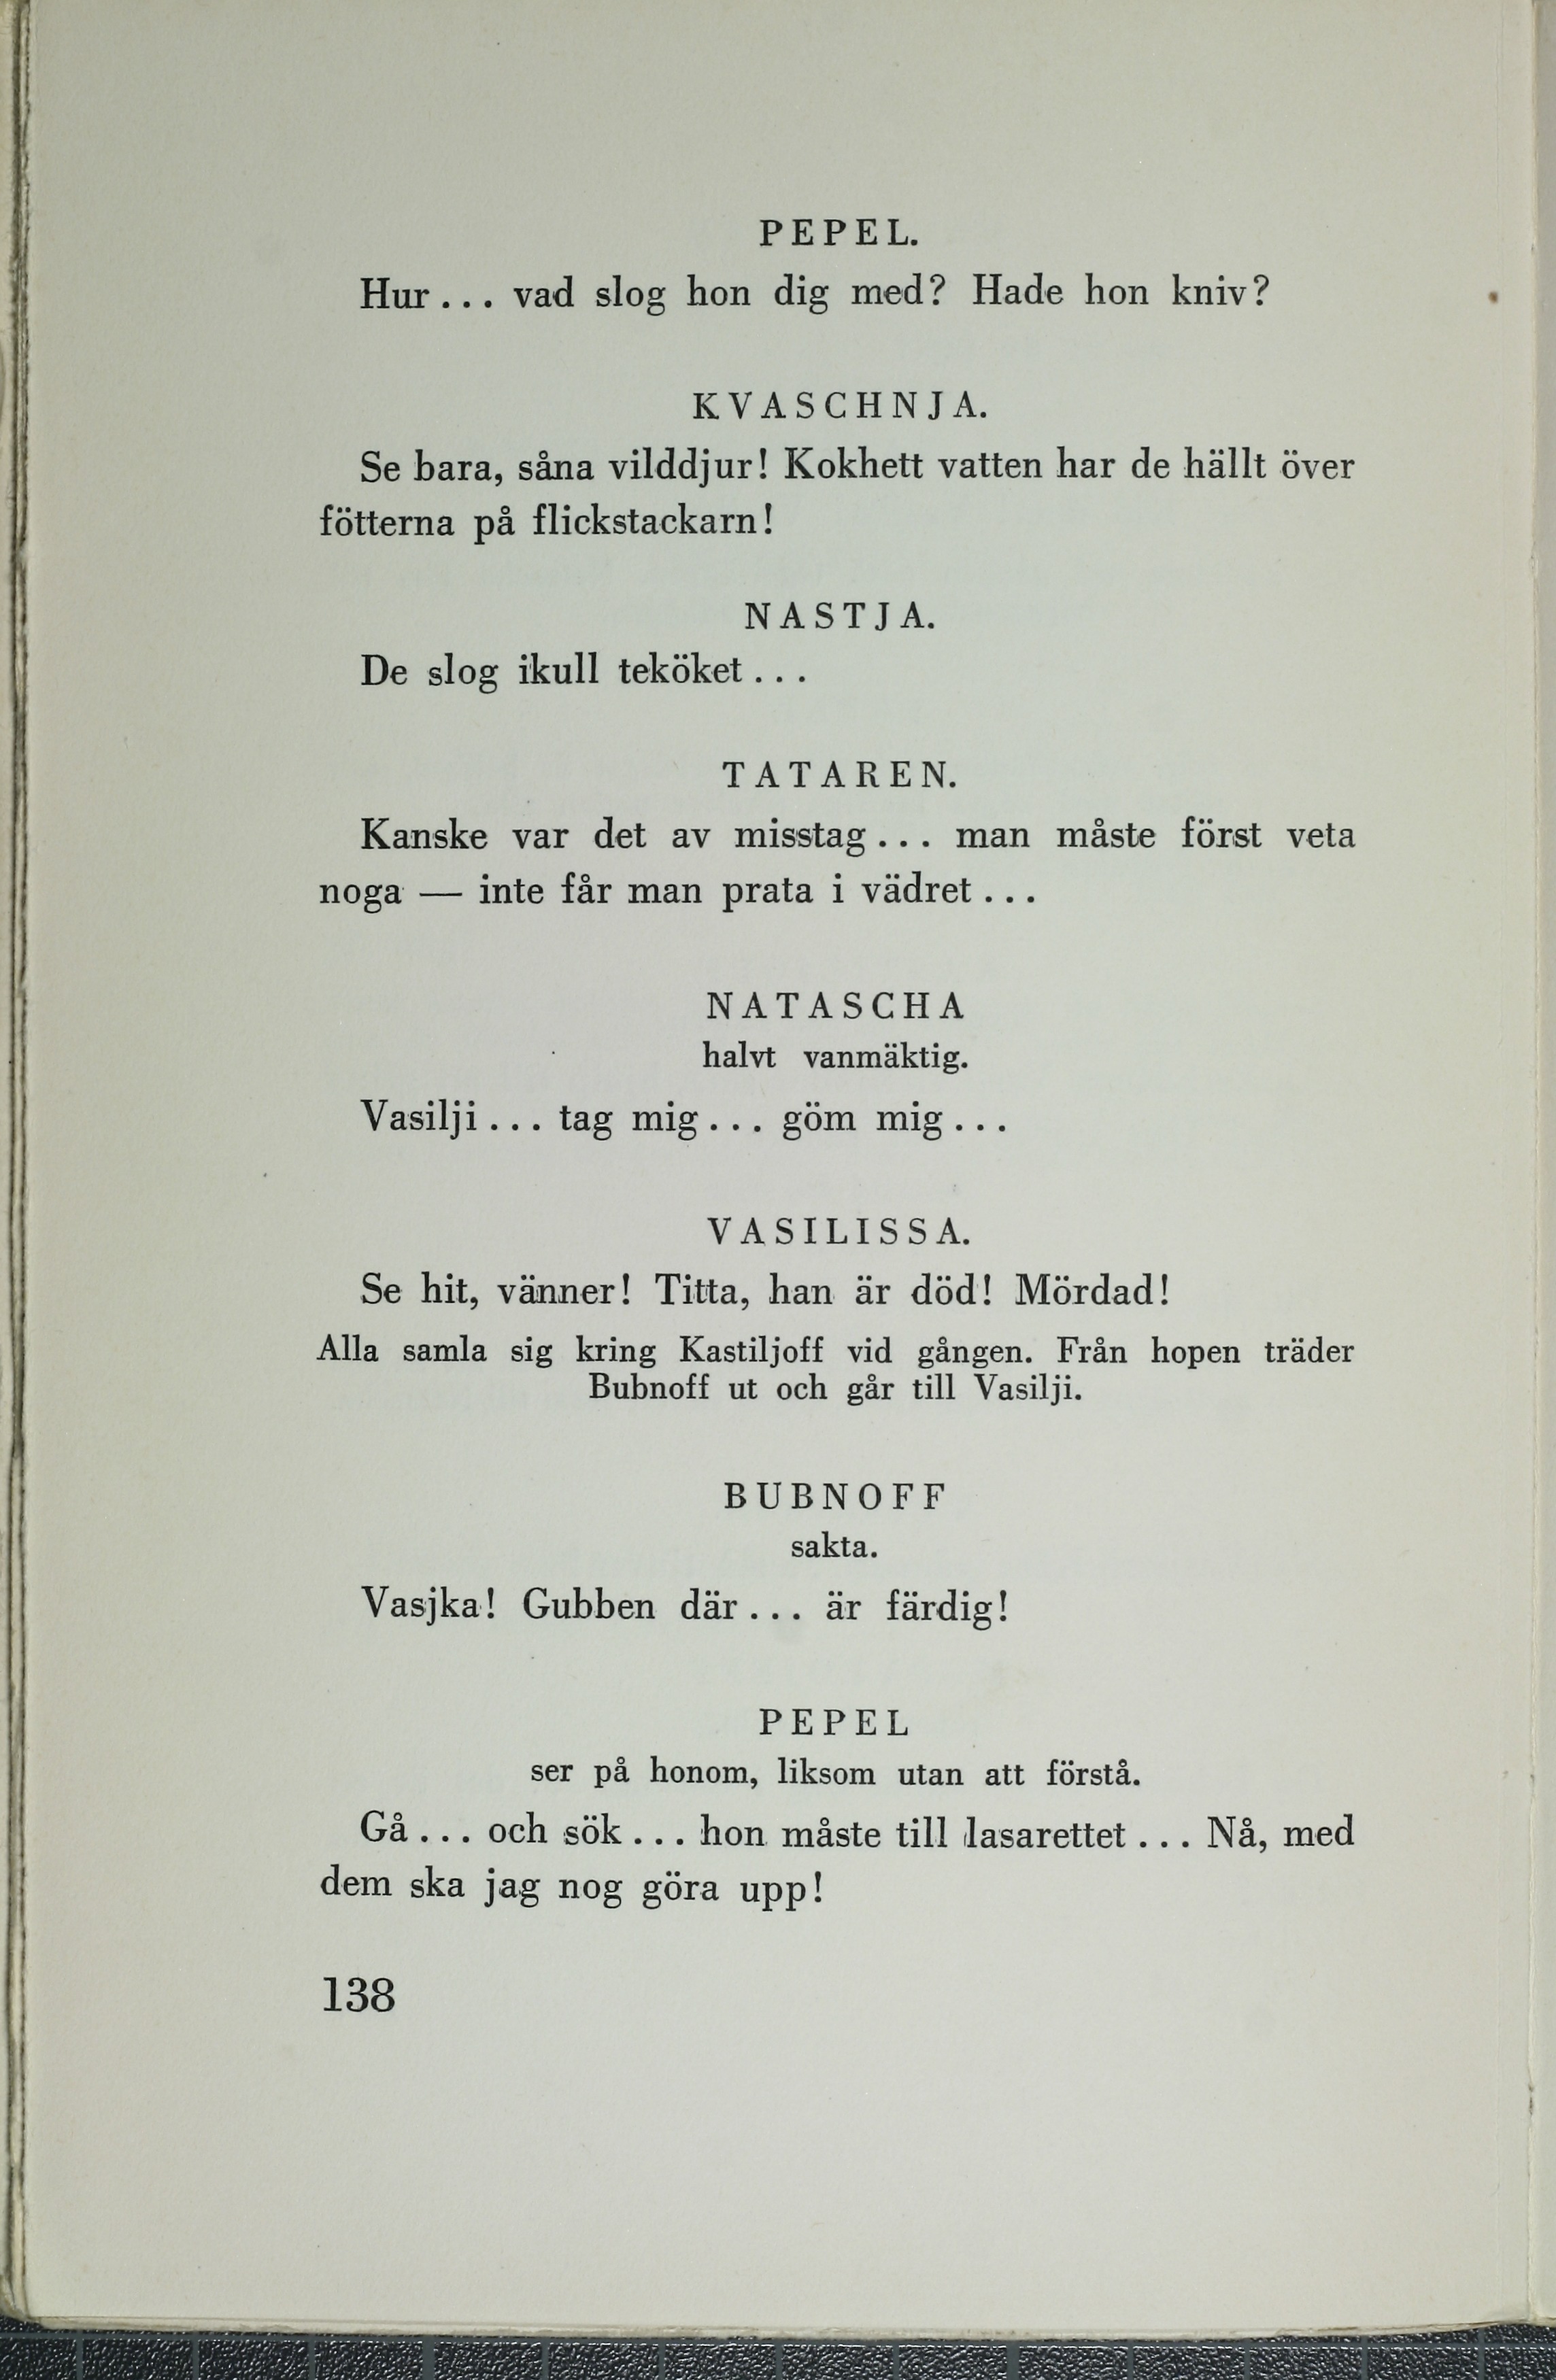 PEPEL.
Hur... vad slog hon dig med? Hade hon kniv?
KVASCHNJA.
Se bara, såna vilddjur! Kokhett vatten har de hällt över
fötterna på flickstackarn!
NASTJA.
De slog ikull teköket...
TATAREN.
Kanske var det av misstag... man måste först veta
noga — inte får man prata i vädret...
NATASCHA
halvt vanmäktig.
Vasilji... tag mig... göm mig...
VASILISSA.
Se hit, vänner! Titta, han är död! Mördad!
Alla samla sig kring Kastiljoff vid gången. Från hopen träder
Bubnoff ut och går till Vasilji.
BUBNOFF
sakta.
Vasjka! Gubben där... är färdig!
PEPEL
ser på honom, liksom utan att förstå.
Gå... och sök... hon måste till lasarettet... Nå, med
dem ska jag nog göra upp!
138